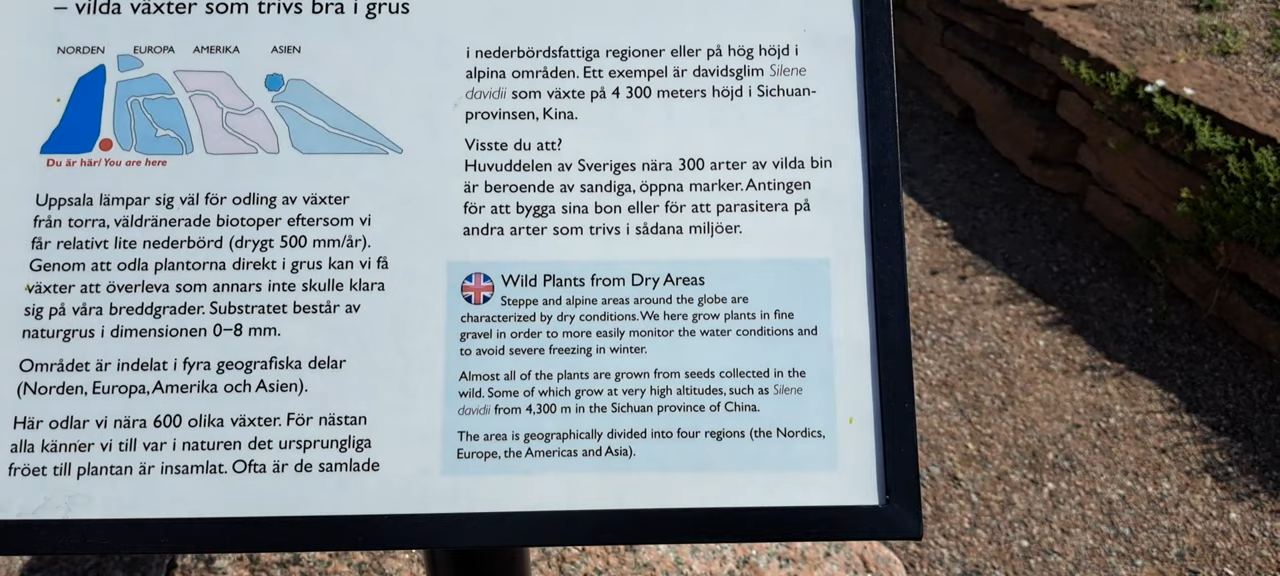 – vilda växter som trivs bra i grus
NORDEN EUROPA AMERIKA ASIEN
Du är här! You are here
Uppsala lämpar sig väl för odling av växter
från torra, väldränerade biotoper eftersom vi
får relativt lite nederbörd (drygt 500 mm/år).
Genom att odla plantorna direkt i grus kan vi få
växter att överleva som annars inte skulle klara
sig på våra breddgrader. Substratet består av
naturgrus i dimensionen 0–8 mm.
Området är indelat i fyra geografiska delar
(Norden, Europa, Amerika och Asien).
Här odlar vi nära 600 olika växter. För nästan
alla känner vi till var i naturen det ursprungliga
fröet till plantan är insamlat. Ofta är de samlade
i nederbördsfattiga regioner eller på hög höjd i
alpina områden. Ett exempel är davidsglim Silene
davidii som växte på 4 300 meters höjd i Sichuan-
provinsen, Kina.
Visste du att?
Huvuddelen av Sveriges nära 300 arter av vilda bin
är beroende av sandiga, öppna marker. Antingen
för att bygga sina bon eller för att parasitera på
andra arter som trivs i sådana miljöer.
Wild Plants from Dry Areas
Steppe and alpine areas around the globe are
characterized by dry conditions. We here grow plants in fine
gravel in order to more easily monitor the water conditions and
to avoid severe freezing in winter.
Almost all of the plants are grown from seeds collected in the
wild. Some of which grow at very high altitudes, such as Silene
davidii from 4,300 m in the Sichuan province of China.
The area is geographically divided into four regions (the Nordics,
Europe, the Americas and Asia).